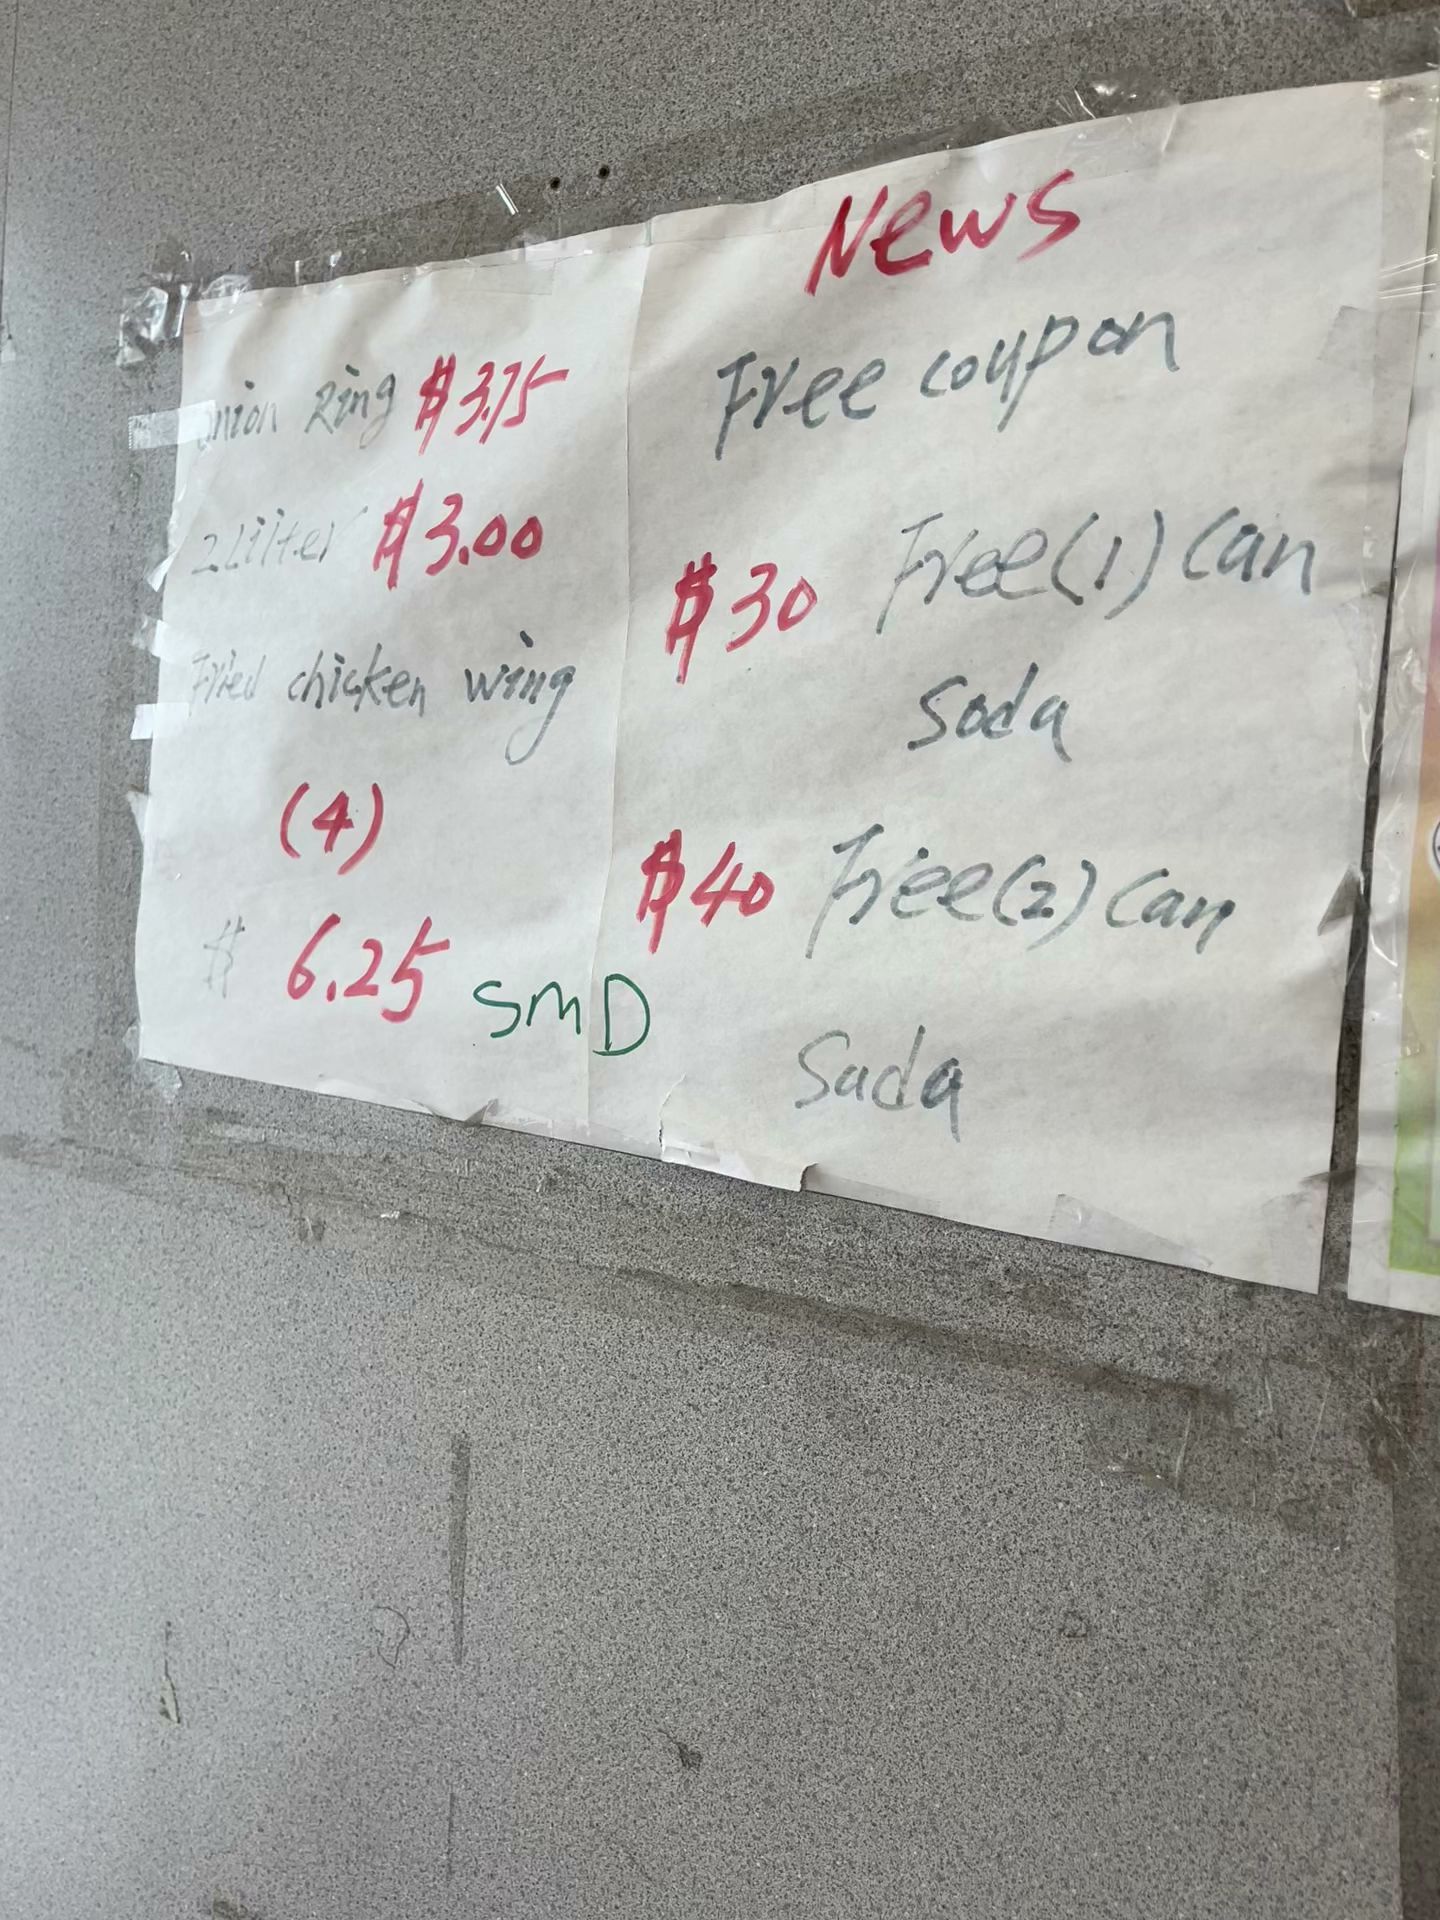 onion Ring $3.75
2Liiter $3.00
Fried chicken wing
(4)
$ 6.25
SMD
News
Free coupon
$30 Free(1) Can
Soda
$40 Free(2) Can
Soda